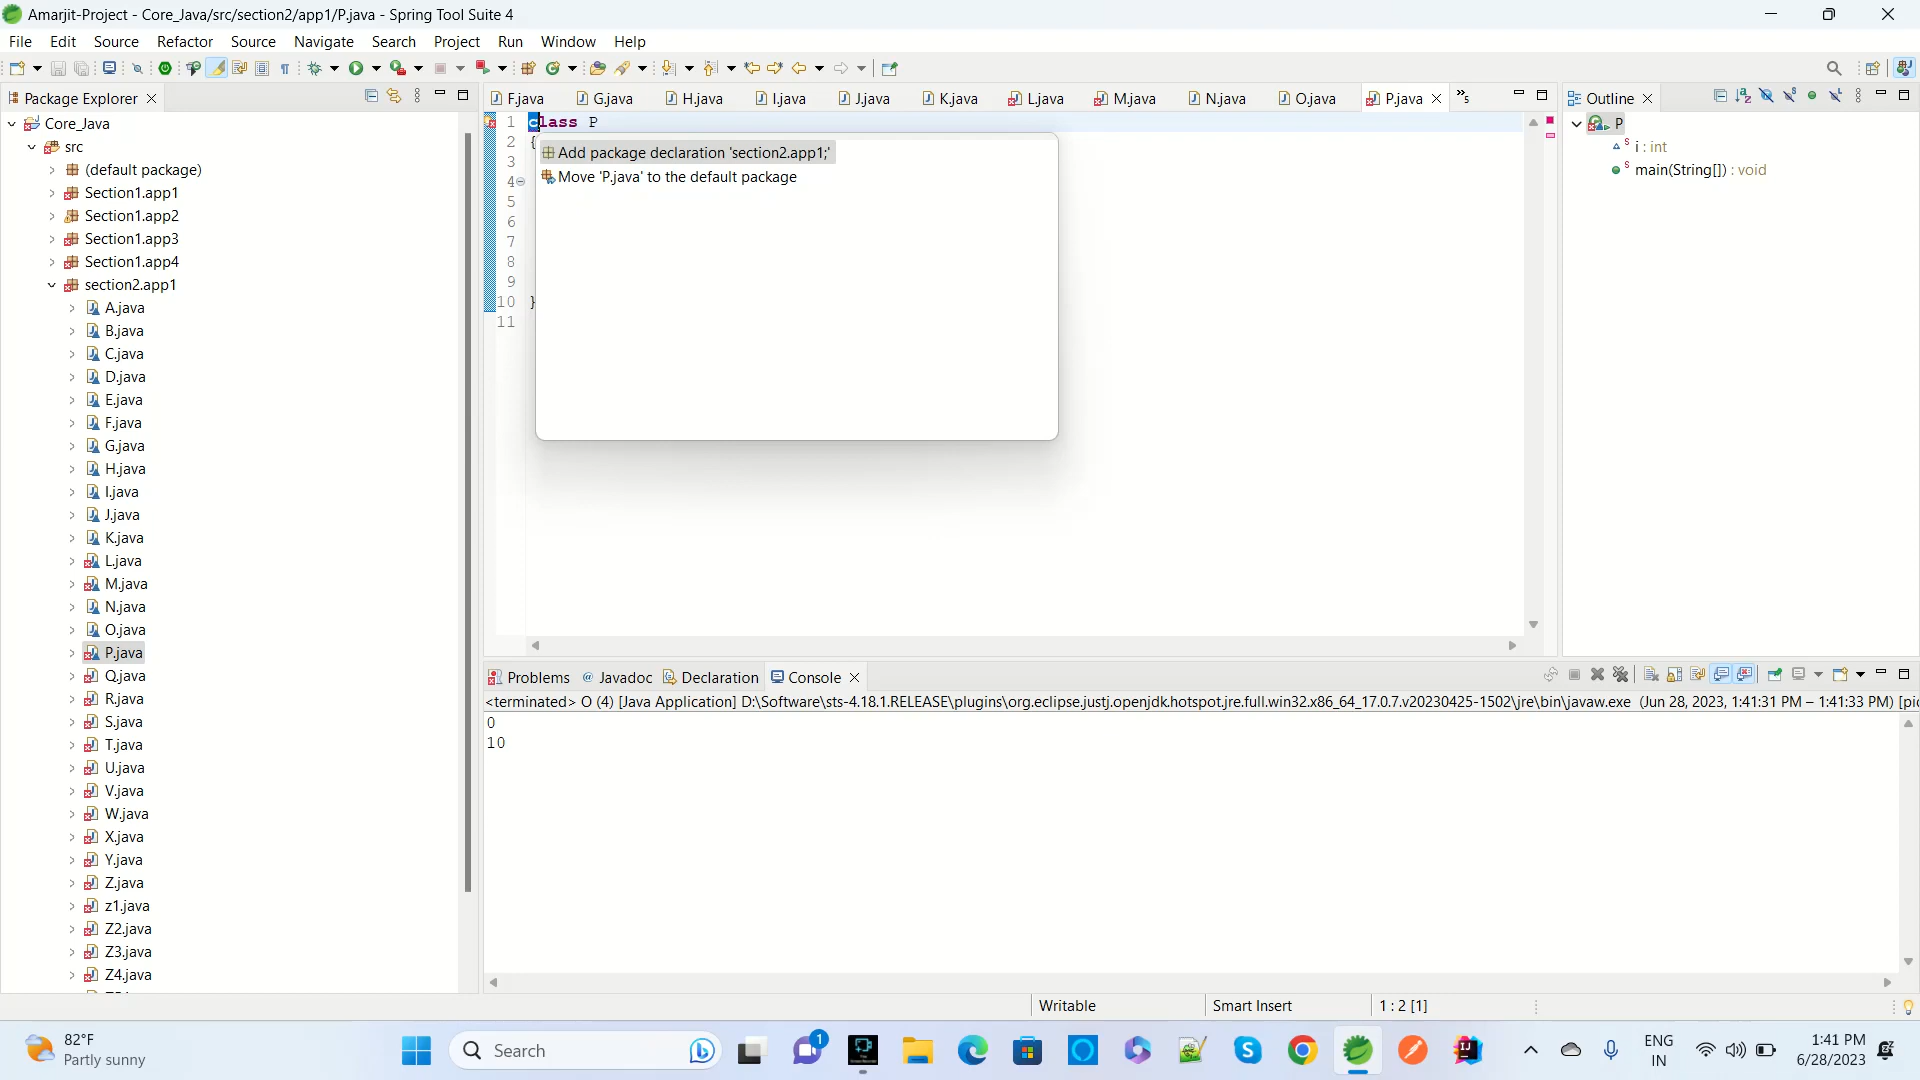 Amarjit-Project - Core_Java/src/section2/app1/P.java - Spring Tool Suite 4
File Edit Source Refactor Source Navigate Search Project Run Window Help
Package Explorer
Core_Java
src
(default package)
Section1.app1
Section1.app2
Section1.app3
Section1.app4
section2.app1
A.java
B.java
C.java
D.java
E.java
F.java
G.java
H.java
I.java
J.java
K.java
L.java
M.java
N.java
O.java
P.java
Q.java
R.java
S.java
T.java
U.java
V.java
W.java
X.java
Y.java
Z.java
z1.java
Z2.java
Z3.java
Z4.java
F.java G.java H.java I.java J.java K.java L.java M.java N.java O.java P.java »5
1 class P
2 {
3
4
5
6
7
8
9
10 }
11
Add package declaration 'section2.app1;'
Move 'P.java' to the default package
Outline
P
i : int
main(String[]) : void
Problems @ Javadoc Declaration Console
<terminated> O (4) [Java Application] D:\Software\sts-4.18.1.RELEASE\plugins\org.eclipse.justj.openjdk.hotspot.jre.full.win32.x86_64_17.0.7.v20230425-1502\jre\bin\javaw.exe (Jun 28, 2023, 1:41:31 PM – 1:41:33 PM) [pi
0
10
Writable Smart Insert 1 : 2 [1]
82°F
Partly sunny
Search
1
ENG
IN
1:41 PM
6/28/2023